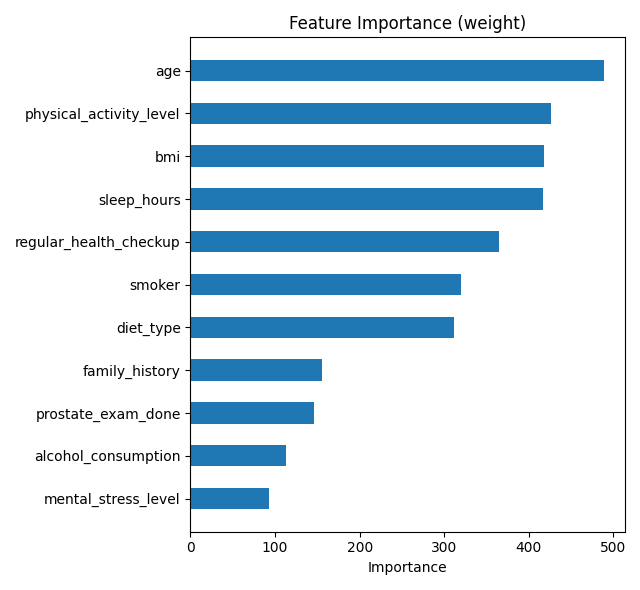 Feature Importance (weight)
age
physical_activity_level
bmi
sleep_hours
regular_health_checkup
smoker
diet_type
family_history
prostate_exam_done
alcohol_consumption
mental_stress_level
0 100 200 300 400 500
Importance